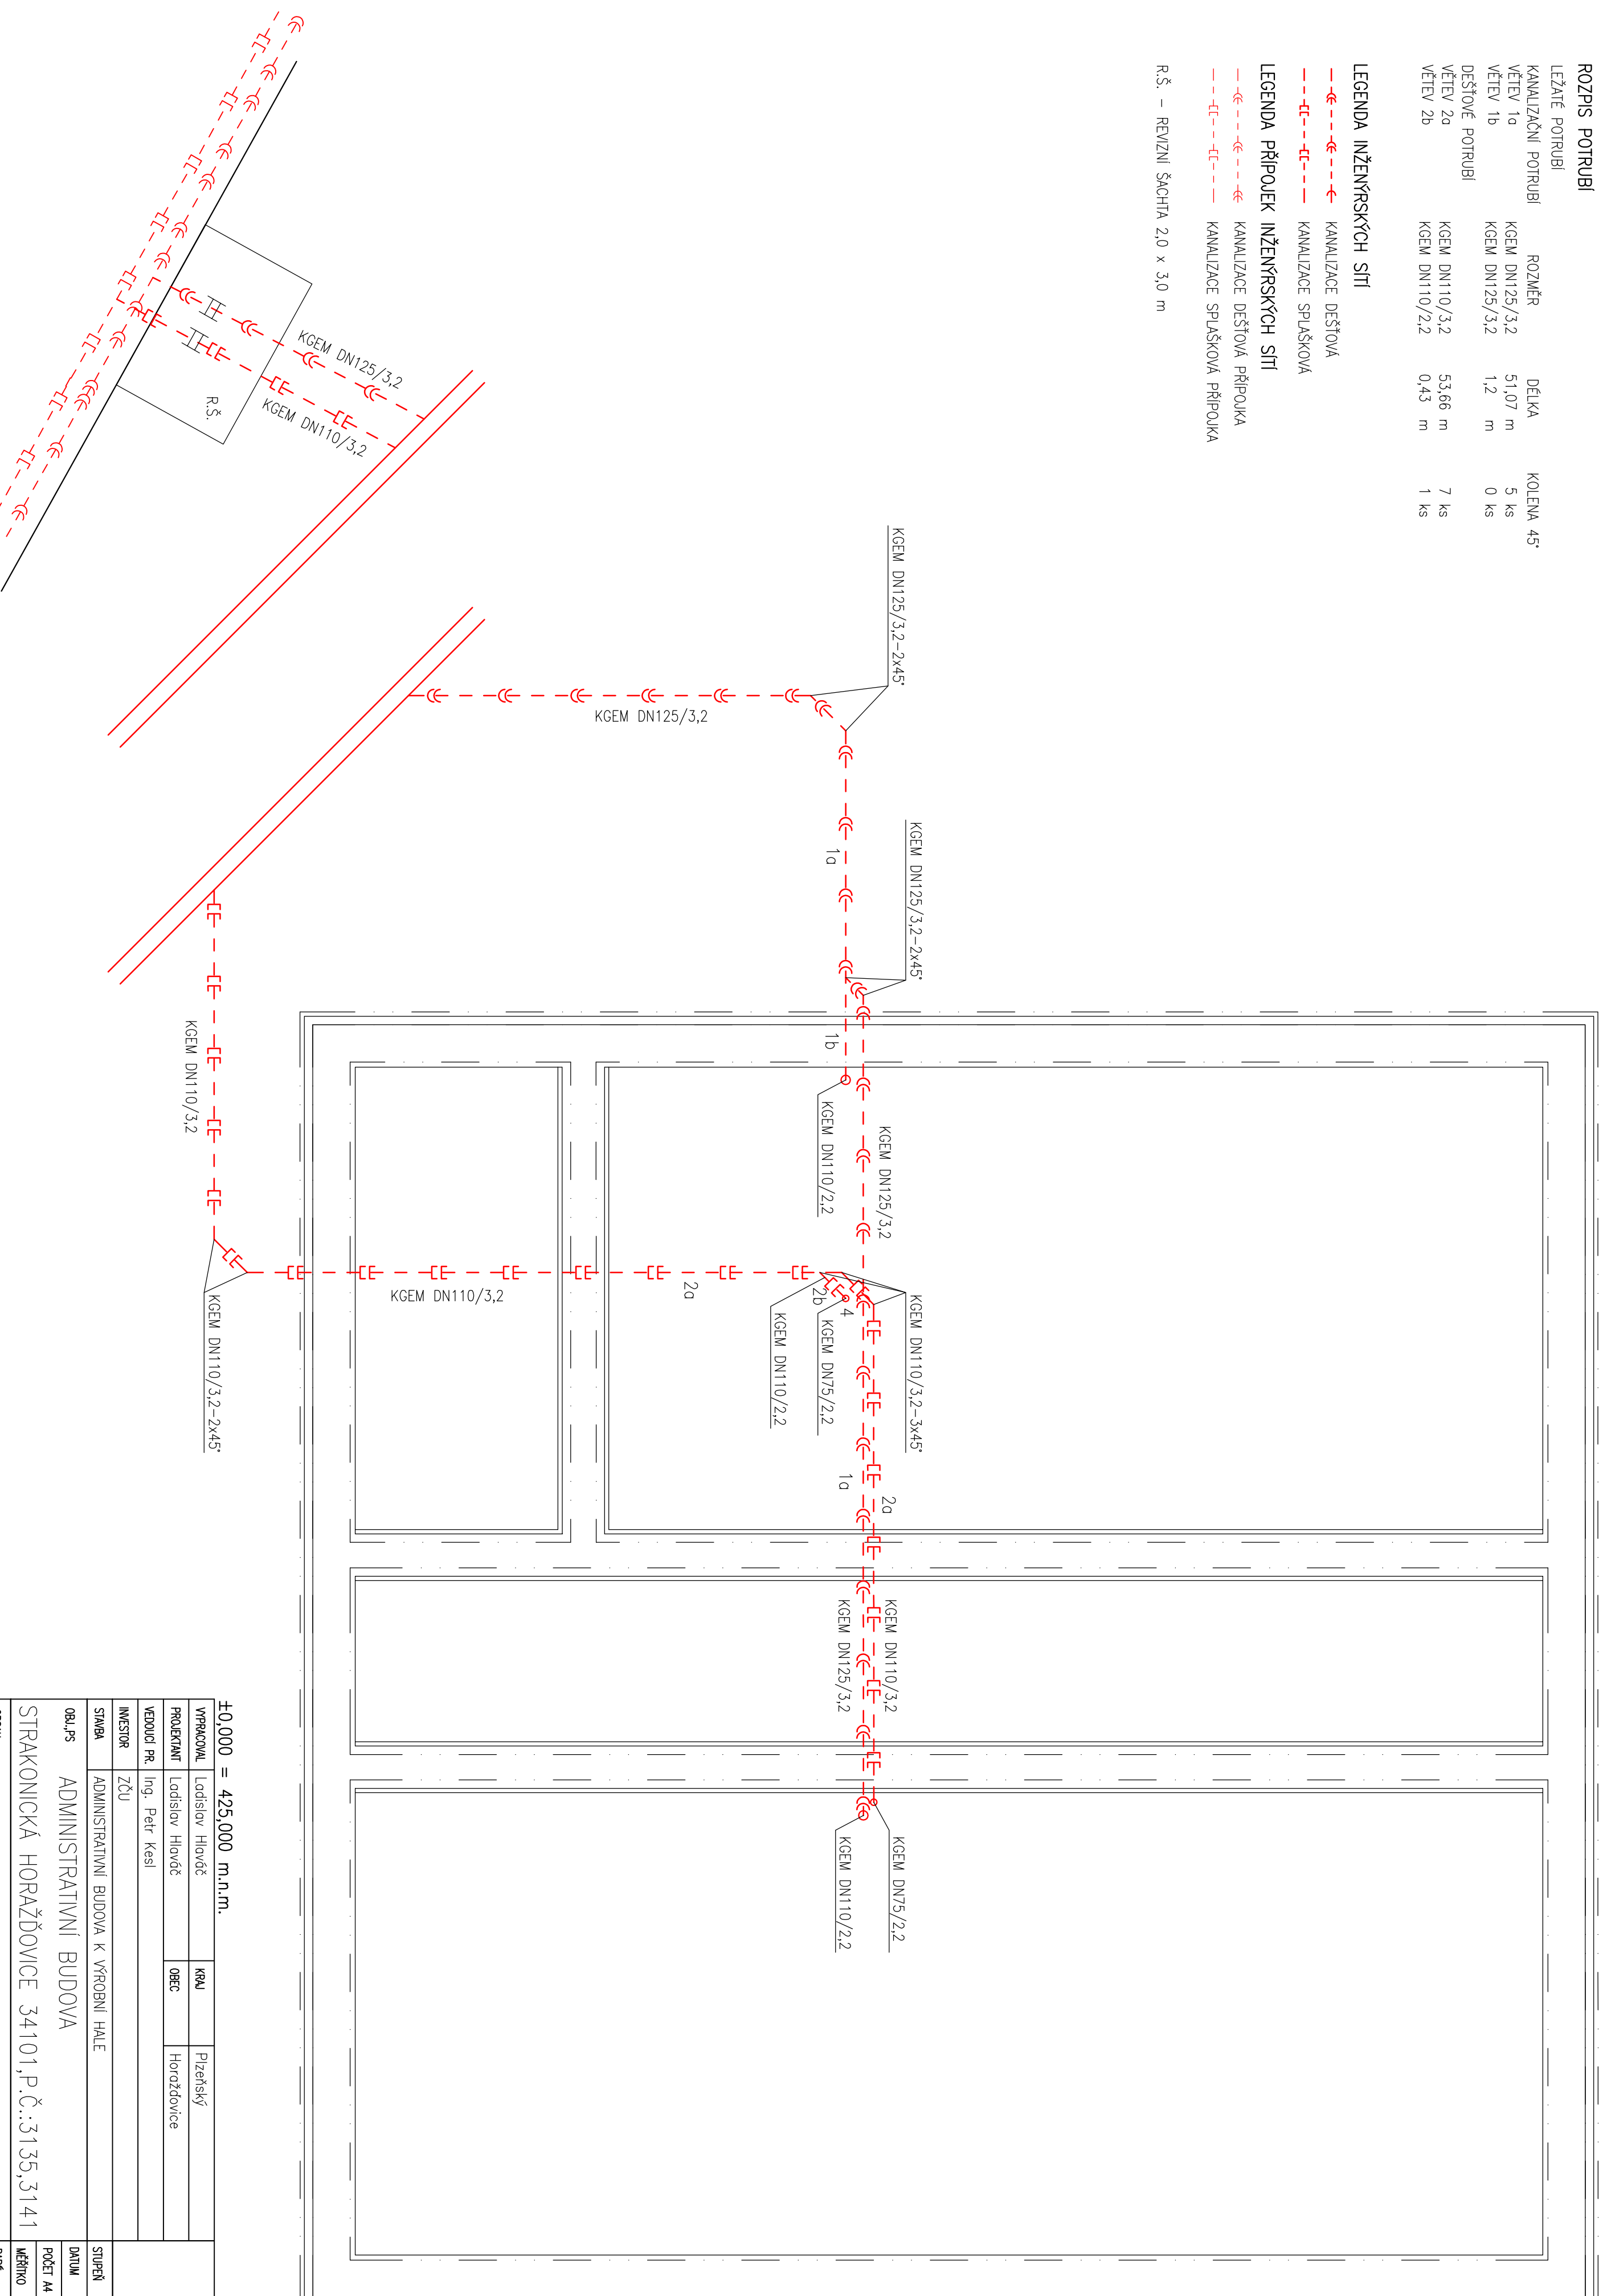 ROZPIS POTRUBÍ
LEŽATÉ POTRUBÍ
KANALIZAČNÍ POTRUBÍ ROZMĚR DÉLKA KOLENA 45°
VĚTEV 1a KGEM DN125/3,2 51,07 m 5 ks
VĚTEV 1b KGEM DN125/3,2 1,2 m 0 ks
DEŠŤOVÉ POTRUBÍ
VĚTEV 2a KGEM DN110/3,2 53,66 m 7 ks
VĚTEV 2b KGEM DN110/2,2 0,43 m 1 ks
LEGENDA INŽENÝRSKÝCH SÍTÍ
KANALIZACE DEŠŤOVÁ
KANALIZACE SPLAŠKOVÁ
LEGENDA PŘÍPOJEK INŽENÝRSKÝCH SÍTÍ
KANALIZACE DEŠŤOVÁ PŘÍPOJKA
KANALIZACE SPLAŠKOVÁ PŘÍPOJKA
R.Š. – REVIZNÍ ŠACHTA 2,0 x 3,0 m
KGEM DN125/3,2
KGEM DN110/3,2
R.Š.
KGEM DN125/3,2-2x45°
KGEM DN125/3,2
1a
KGEM DN125/3,2-2x45°
1b
KGEM DN110/2,2
KGEM DN125/3,2
KGEM DN110/3,2
KGEM DN110/3,2-2x45°
KGEM DN110/3,2
2a
2b
4
KGEM DN110/3,2-3x45°
KGEM DN75/2,2
KGEM DN110/2,2
2a
1a
KGEM DN110/3,2
KGEM DN125/3,2
KGEM DN75/2,2
KGEM DN110/2,2
±0,000 = 425,000 m.n.m.
VYPRACOVAL Ladislav Hlaváč KRAJ Plzeňský
PROJEKTANT Ladislav Hlaváč OBEC Horažďovice
VEDOUCÍ PR. Ing. Petr Kesl
INVESTOR ZČU
STAVBA ADMINISTRATIVNÍ BUDOVA K VÝROBNÍ HALE STUPEŇ
OBJ.,PS ADMINISTRATIVNÍ BUDOVA DATUM
POČET A4
STRAKONICKÁ HORAŽĎOVICE 34101,P.Č.:3135,3141 MĚŘÍTKO